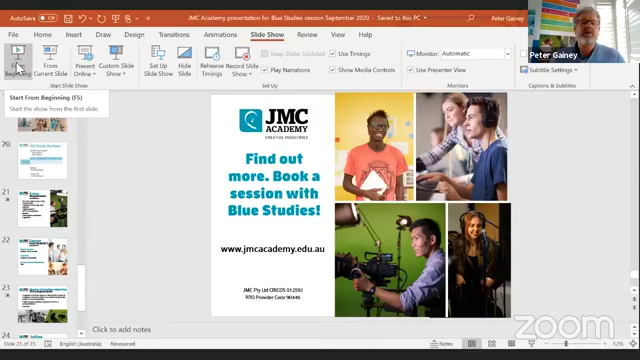 AutoSave Off
JMC Academy presentation for Blue Studies session September 2020 - Saved to this PC
Peter Gainey
File Home Insert Draw Design Transitions Animations Slide Show
From Beginning
From Current Slide
Present Online
Custom Slide Show
Set Up Slide Show
Hide Slide
Rehearse Timings
Record Slide Show
Keep Slides Updated
Use Timings
Play Narrations
Show Media Controls
Monitor: Automatic
Use Presenter View
Subtitle Settings
Start Slide Show
Set Up
Monitors
Peter Gainey
Start From Beginning (F5)
Start the show from the first slide.
20
21
22
23
24
JMC
ACADEMY
CREATIVE INDUSTRIES
Find out
more. Book a
session with
Blue Studies!
www.jmcacademy.edu.au
JMC Pty Ltd CRICOS 01259J
RTO Provider Code 90446
Click to add notes
Slide 25 of 25
English (Australia)
Recovered
Notes
62%
zoom